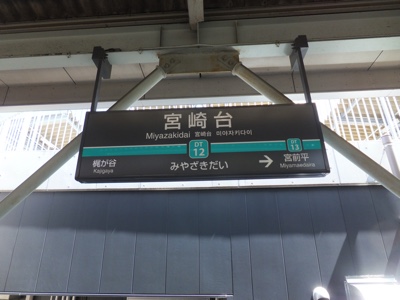 宮崎台
Miyazakidai 宮崎台 미야자키다이
DT
12
DT
13
梶が谷
Kajigaya
みやざきだい
→ 宮前平
Miyamaedaira